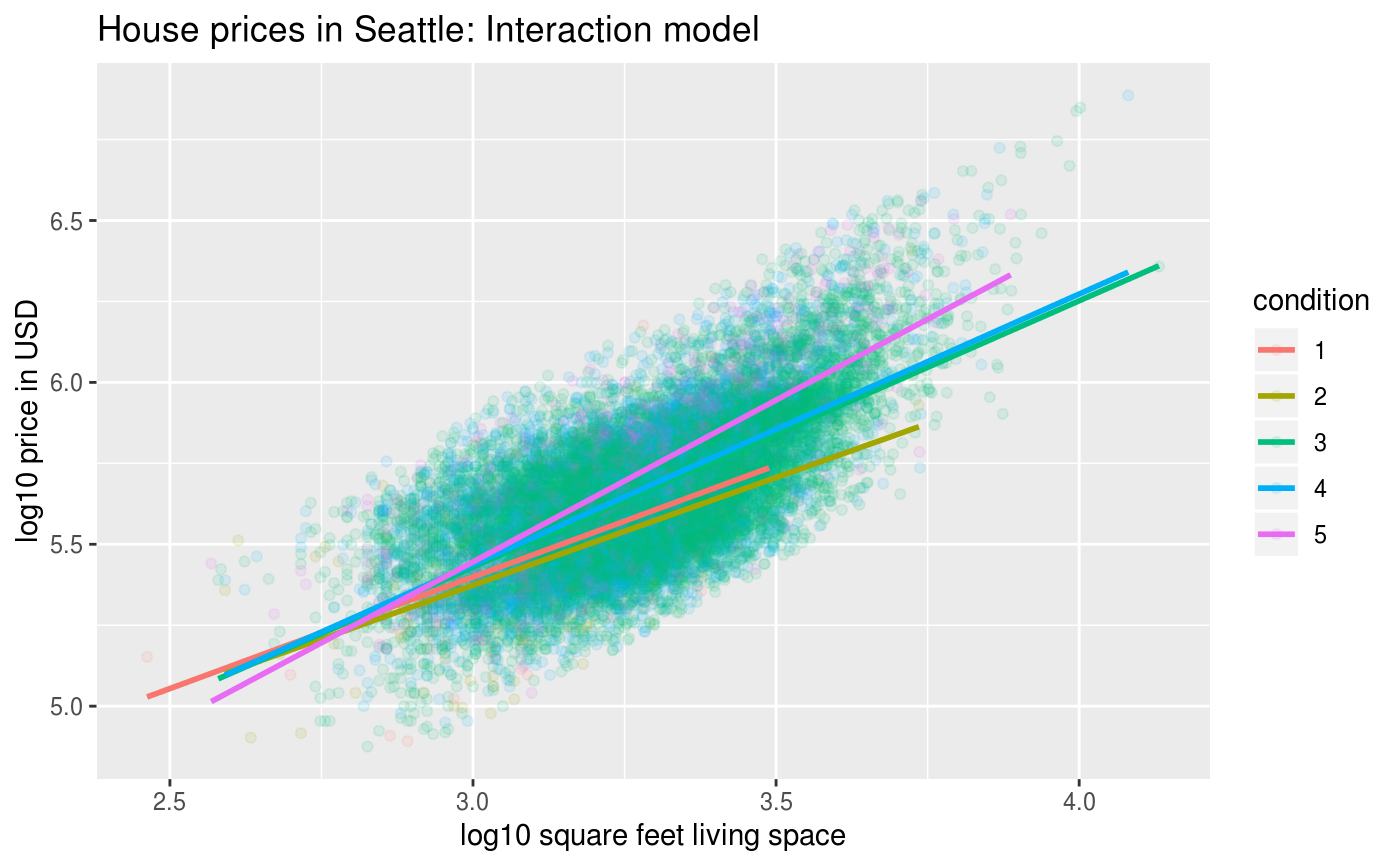 House prices in Seattle: Interaction model
log10 price in USD
6.5
6.0
5.5
5.0
2.5 3.0 3.5 4.0
log10 square feet living space
condition
1
2
3
4
5